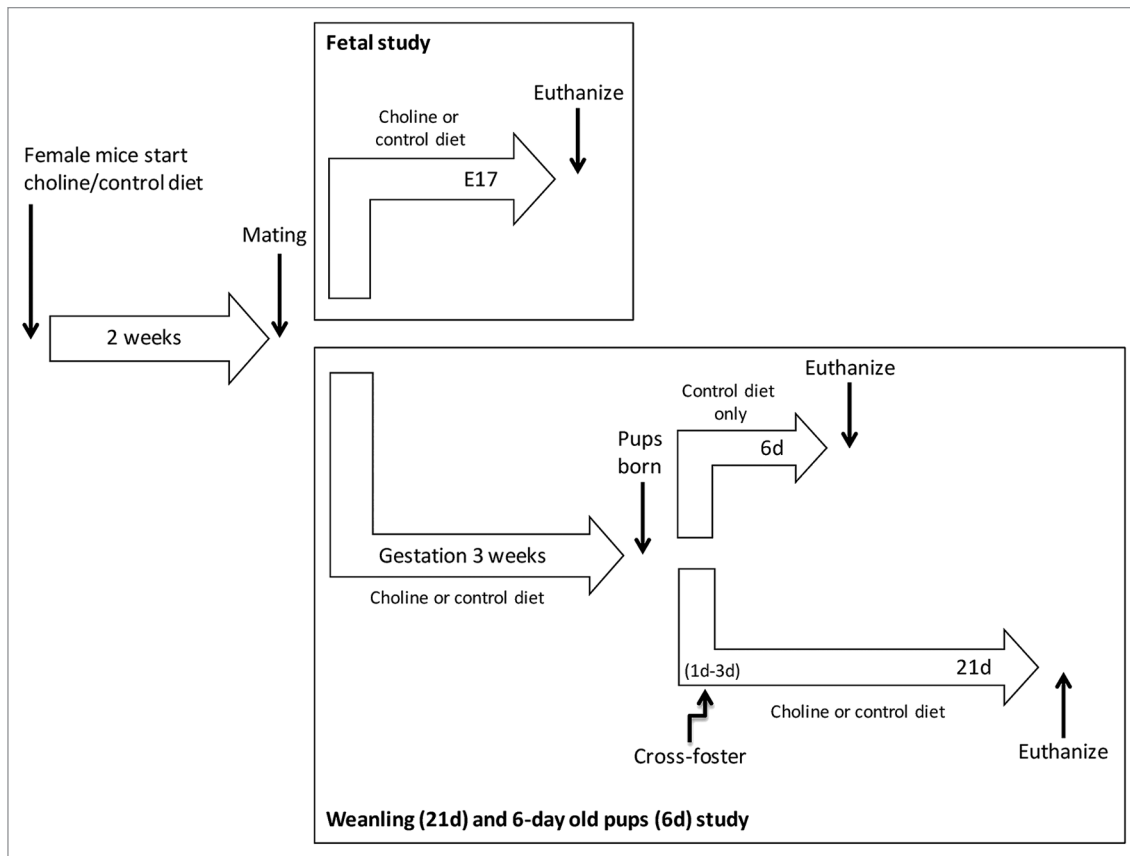 Fetal study
Euthanize
Choline or
control diet
E17
Female mice start
choline/control diet
Mating
2 weeks
Euthanize
Control diet
only
6d
Pups
born
Gestation 3 weeks
Choline or control diet
(1d-3d)
21d
Choline or control diet
Cross-foster
Euthanize
Weanling (21d) and 6-day old pups (6d) study